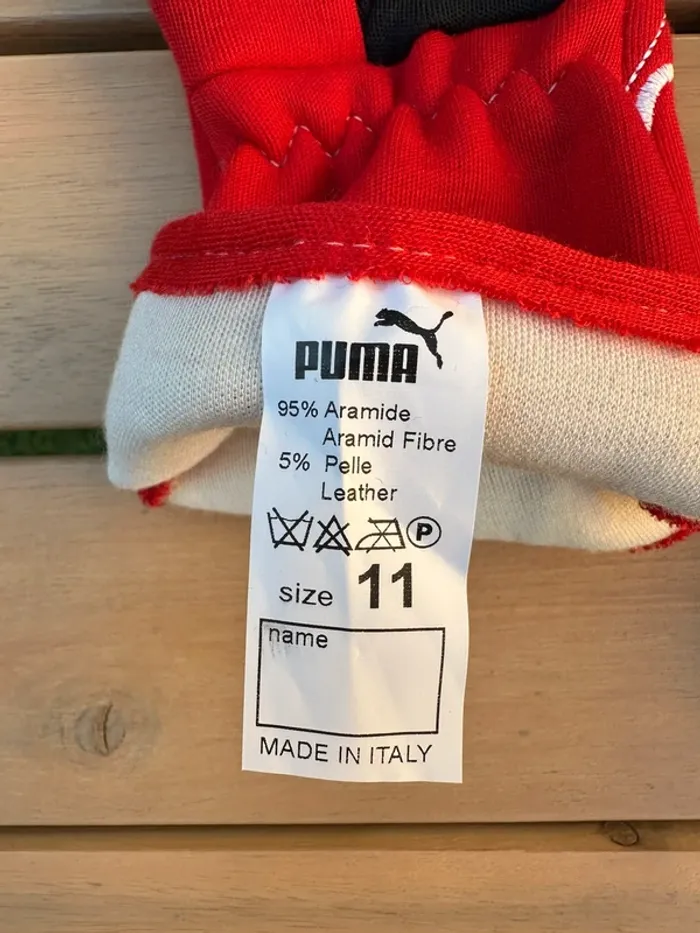 PUMA
95% Aramide
Aramid Fibre
5% Pelle
Leather
P
size 11
name
MADE IN ITALY